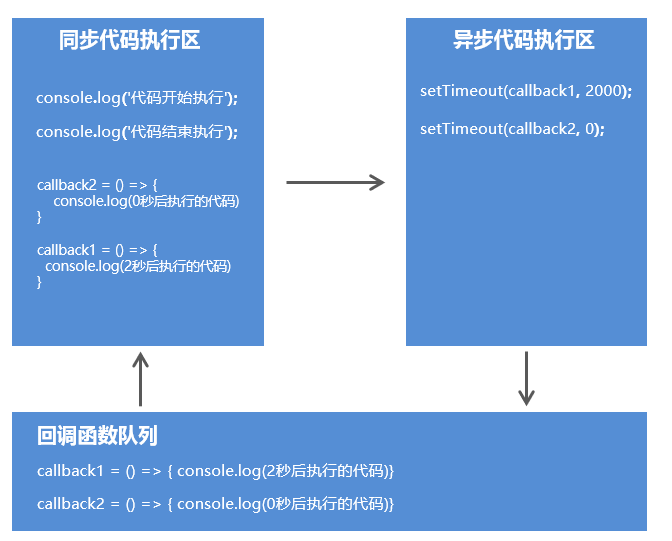 同步代码执行区
console.log('代码开始执行');
console.log('代码结束执行');
callback2 = () => {
console.log(0秒后执行的代码)
}
callback1 = () => {
console.log(2秒后执行的代码)
}
异步代码执行区
setTimeout(callback1, 2000);
setTimeout(callback2, 0);
回调函数队列
callback1 = () => { console.log(2秒后执行的代码)}
callback2 = () => { console.log(0秒后执行的代码)}